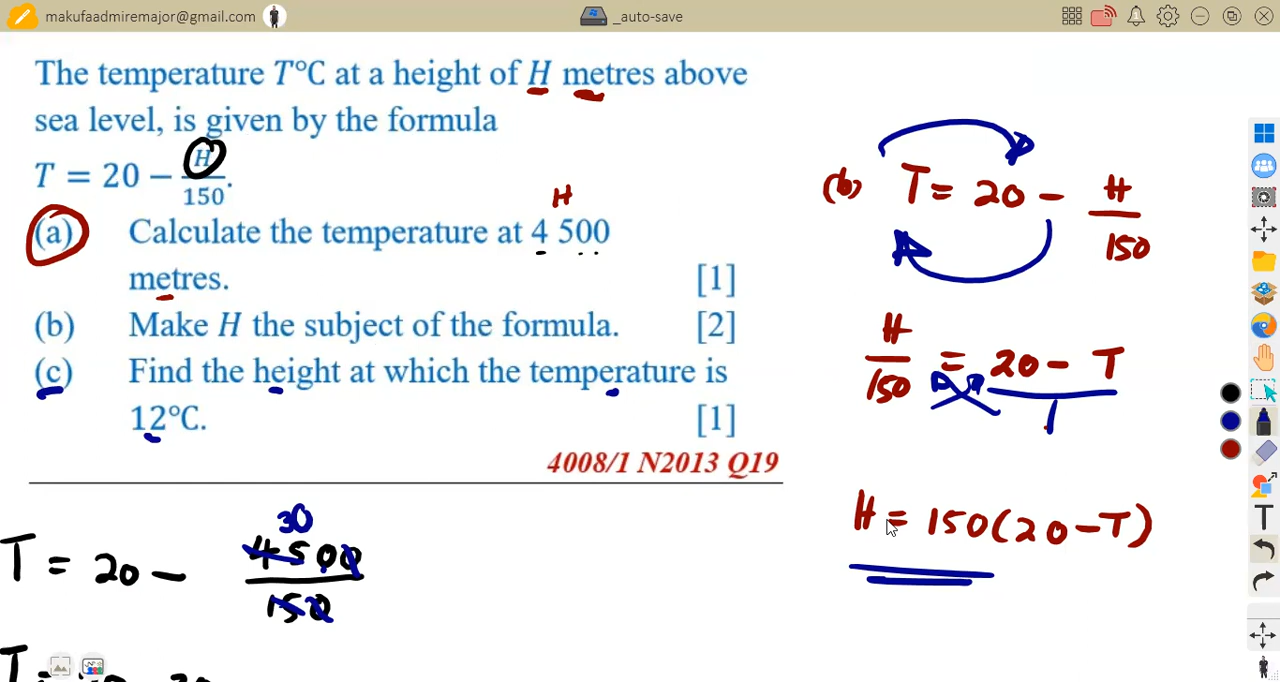 makufaadmiremajor@gmail.com
_auto-save
The temperature T°C at a height of H metres above
sea level, is given by the formula
T = 20 − H/150.
H
(a) Calculate the temperature at 4 500
metres. [1]
(b) Make H the subject of the formula. [2]
(c) Find the height at which the temperature is
12°C. [1]
4008/1 N2013 Q19
T = 20 − 4500/150
30
(b) T = 20 − H/150
H/150 = 20 − T
1
H = 150(20 − T)
T